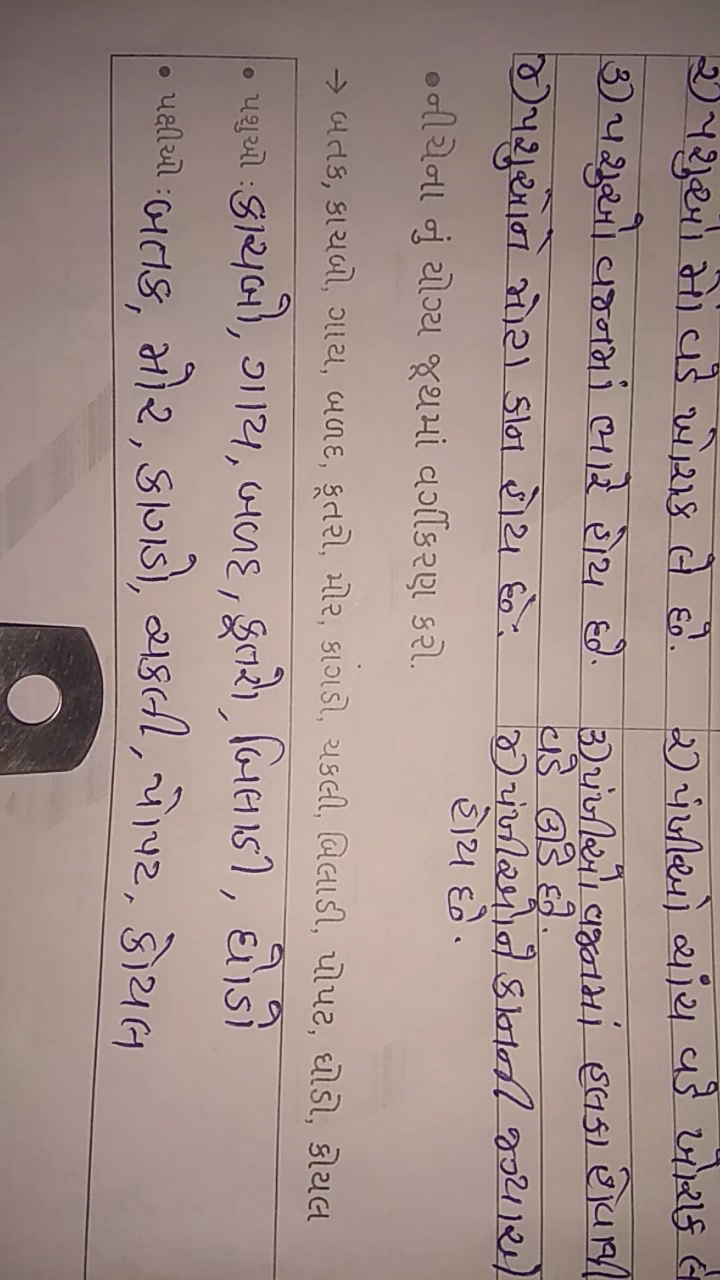 ૨) પશુઓ મોં વડે ખોરાક લે છે.
૨) પંખીઓ ચાંચ વડે ખોરાક લે
૩) પશુઓ વજનમાં ભારે હોય છે.
૩) પંખીઓ વજનમાં હલકા હોવાથી
વડે ઉડે છે.
૪) પશુઓને મોટા કાન હોય છે.
૪) પંખીઓને કાનની જગ્યાએ
હોય છે.
• નીચેના નું યોગ્ય જૂથમાં વર્ગીકરણ કરો.
→ બતક, કાચબો, ગાય, બળદ, કૂતરો, મોર, કાગડો, ચકલી, બિલાડી, પોપટ, ઘોડો, કોયલ
• પશુઓ : કાચબો, ગાય, બળદ, કૂતરો, બિલાડી, ઘોડો
• પક્ષીઓ : બતક, મોર, કાગડો, ચકલી, પોપટ, કોયલ